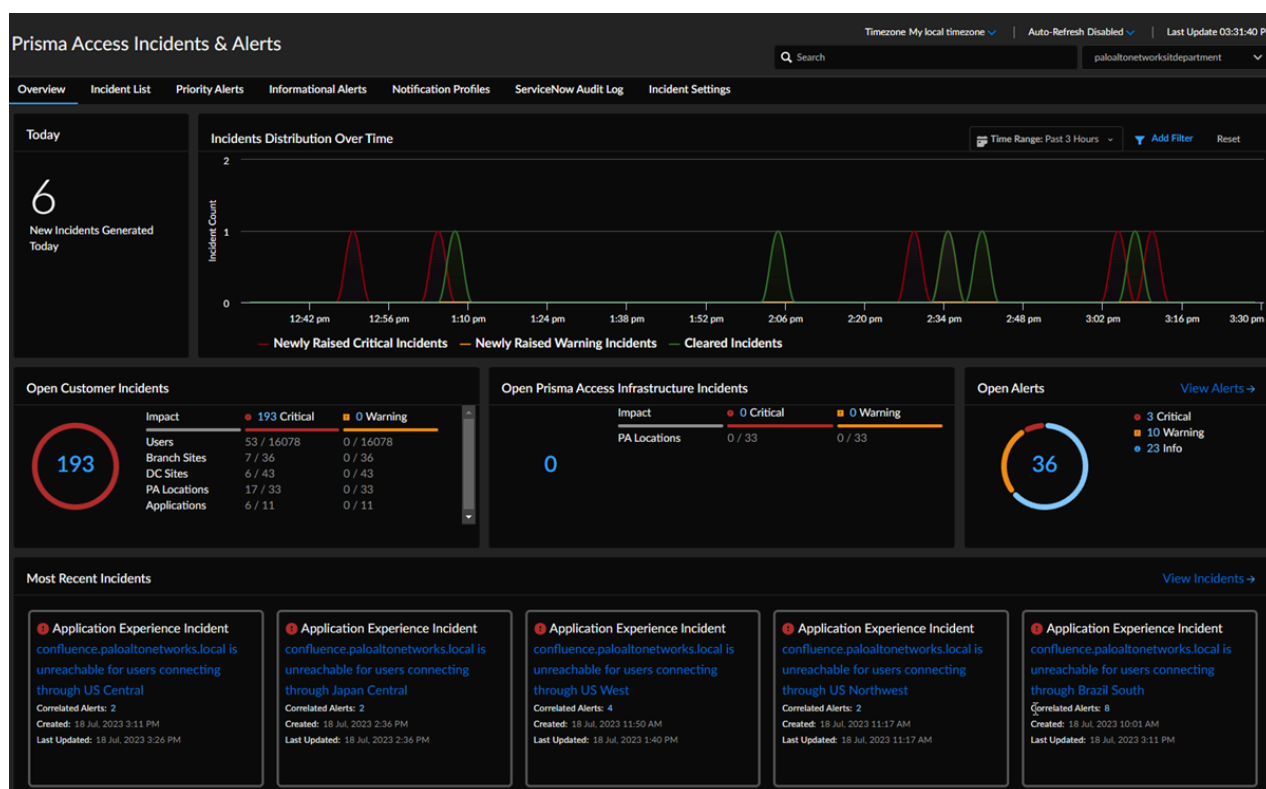 Prisma Access Incidents & Alerts
Timezone My local timezone
Auto-Refresh Disabled
Last Update 03:31:40 P
Search
paloaltonetworksitdepartment
Overview Incident List Priority Alerts Informational Alerts Notification Profiles ServiceNow Audit Log Incident Settings
Today
6
New Incidents Generated
Today
Incidents Distribution Over Time
Time Range: Past 3 Hours
Add Filter
Reset
Incident Count
2
1
0
12:42 pm 12:56 pm 1:10 pm 1:24 pm 1:38 pm 1:52 pm 2:06 pm 2:20 pm 2:34 pm 2:48 pm 3:02 pm 3:16 pm 3:30 pm
Newly Raised Critical Incidents Newly Raised Warning Incidents Cleared Incidents
Open Customer Incidents
193
Impact 193 Critical 0 Warning
Users 53 / 16078 0 / 16078
Branch Sites 7 / 36 0 / 36
DC Sites 6 / 43 0 / 43
PA Locations 17 / 33 0 / 33
Applications 6 / 11 0 / 11
Open Prisma Access Infrastructure Incidents
0
Impact 0 Critical 0 Warning
PA Locations 0 / 33 0 / 33
Open Alerts
View Alerts
36
3 Critical
10 Warning
23 Info
Most Recent Incidents
View Incidents
Application Experience Incident
confluence.paloaltonetworks.local is
unreachable for users connecting
through US Central
Correlated Alerts: 2
Created: 18 Jul, 2023 3:11 PM
Last Updated: 18 Jul, 2023 3:26 PM
Application Experience Incident
confluence.paloaltonetworks.local is
unreachable for users connecting
through Japan Central
Correlated Alerts: 2
Created: 18 Jul, 2023 2:36 PM
Last Updated: 18 Jul, 2023 2:36 PM
Application Experience Incident
confluence.paloaltonetworks.local is
unreachable for users connecting
through US West
Correlated Alerts: 4
Created: 18 Jul, 2023 11:50 AM
Last Updated: 18 Jul, 2023 1:40 PM
Application Experience Incident
confluence.paloaltonetworks.local is
unreachable for users connecting
through US Northwest
Correlated Alerts: 2
Created: 18 Jul, 2023 11:17 AM
Last Updated: 18 Jul, 2023 11:17 AM
Application Experience Incident
confluence.paloaltonetworks.local is
unreachable for users connecting
through Brazil South
Correlated Alerts: 8
Created: 18 Jul, 2023 10:01 AM
Last Updated: 18 Jul, 2023 3:11 PM